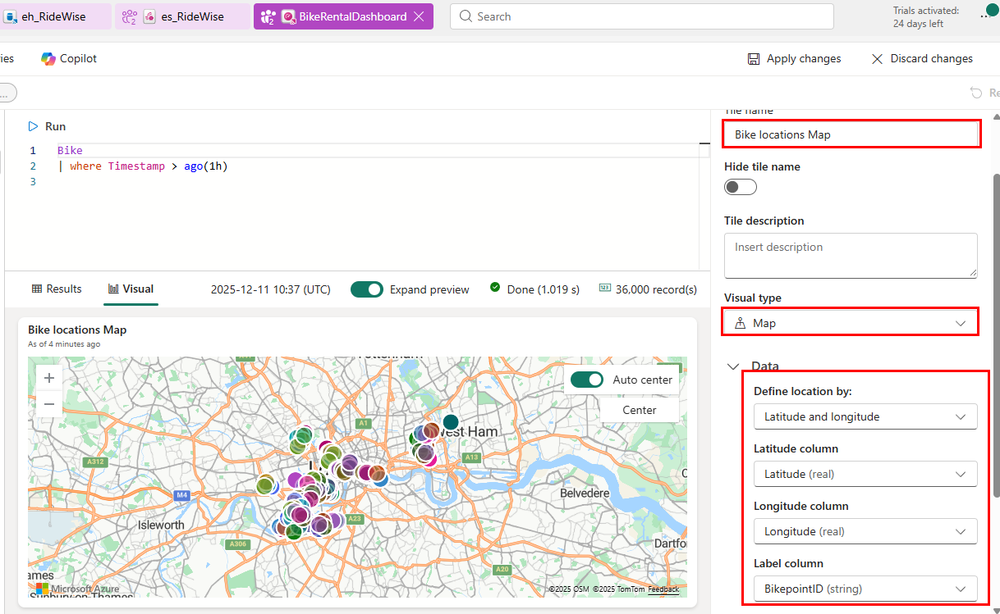 eh_RideWise
es_RideWise
BikeRentalDashboard
Search
Trials activated:
24 days left
ies
Copilot
Apply changes
Discard changes
...
Re
Run
1 Bike
2 | where Timestamp > ago(1h)
3
Results
Visual
2025-12-11 10:37 (UTC)
Expand preview
Done (1.019 s)
36,000 record(s)
Bike locations Map
As of 4 minutes ago
+
−
Auto center
Center
A1
West Ham
A13
A312
M4
Isleworth
A23
A306
Belvedere
Dartfo
A20
ames
Microsoft Azure
Sunbury-on-Thames
©2025 OSM ©2025 TomTom Feedback
Tile name
Bike locations Map
Hide tile name
Tile description
Insert description
Visual type
Map
Data
Define location by:
Latitude and longitude
Latitude column
Latitude (real)
Longitude column
Longitude (real)
Label column
BikepointID (string)